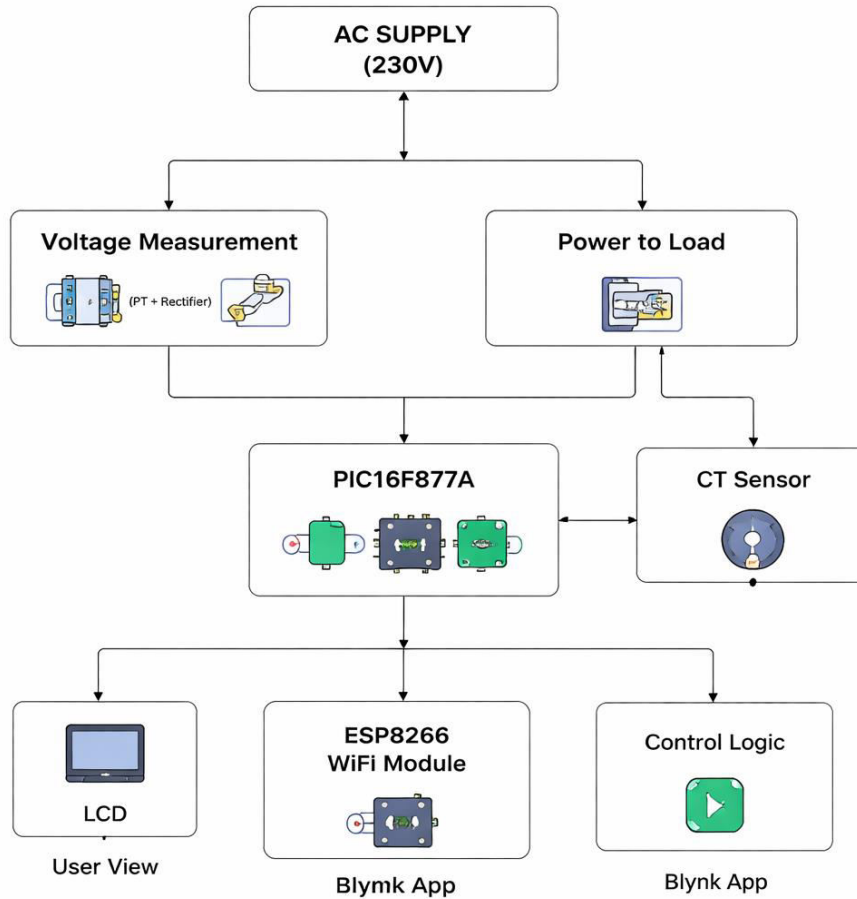 AC SUPPLY
(230V)
Voltage Measurement
(PT + Rectifier)
Power to Load
PIC16F877A
CT Sensor
LCD
User View
ESP8266
WiFi Module
Blymk App
Control Logic
Blynk App